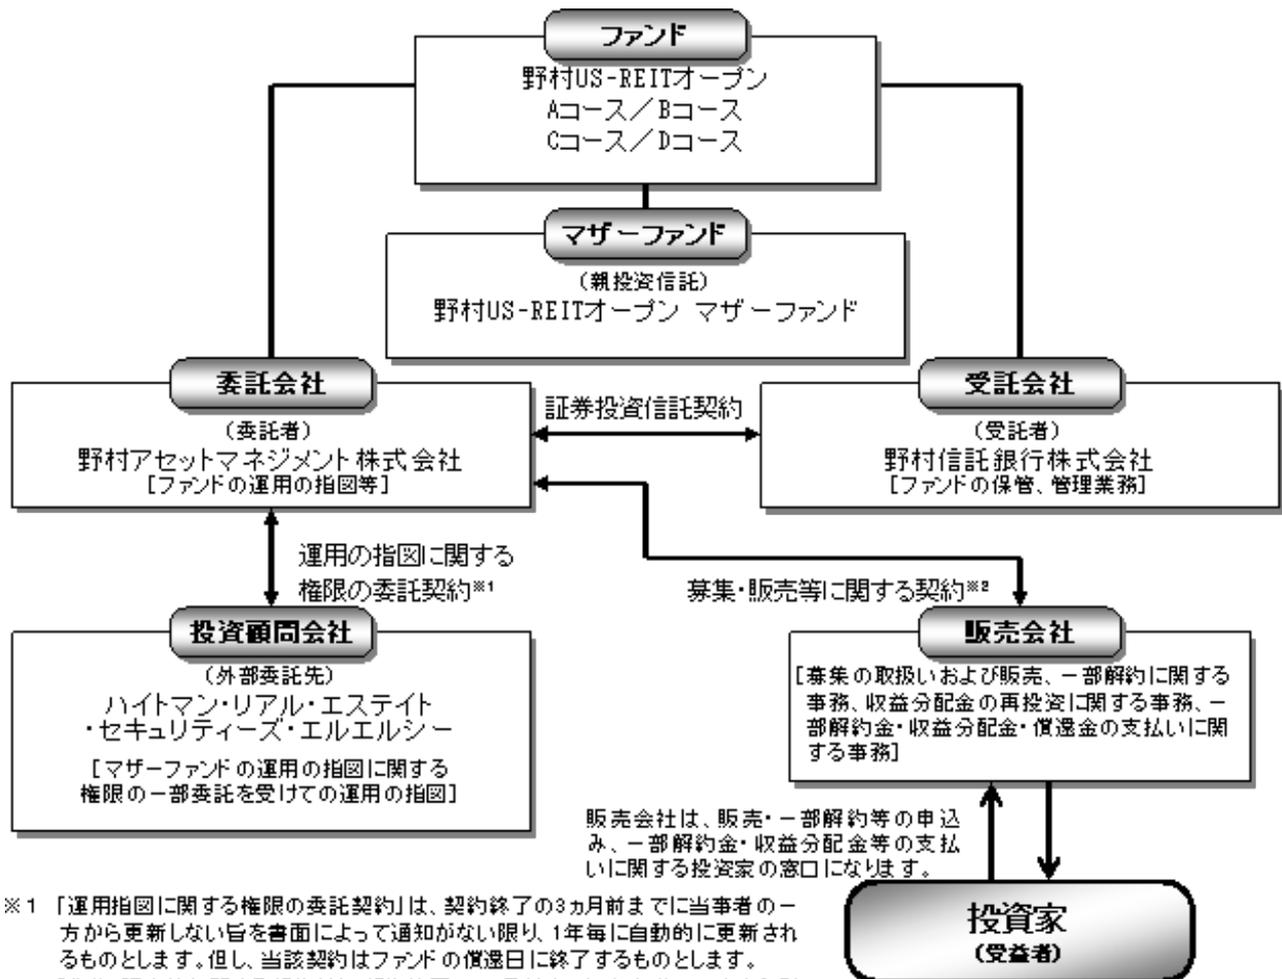 ファンド
野村US-REITオープン
Aコース／Bコース
Cコース／Dコース
マザーファンド
（親投資信託）
野村US-REITオープン マザーファンド
委託会社
（委託者）
野村アセットマネジメント株式会社
［ファンドの運用の指図等］
証券投資信託契約
受託会社
（受託者）
野村信託銀行株式会社
［ファンドの保管、管理業務］
運用の指図に関する
権限の委託契約※1
募集・販売等に関する契約※2
投資顧問会社
（外部委託先）
ハイトマン・リアル・エステイト
・セキュリティーズ・エルエルシー
［マザーファンドの運用の指図に関する
権限の一部委託を受けての運用の指図］
販売会社
［募集の取扱いおよび販売、一部解約に関する
事務、収益分配金の再投資に関する事務、一
部解約金・収益分配金・償還金の支払いに関
する事務］
販売会社は、販売・一部解約等の申込
み、一部解約金・収益分配金等の支払
いに関する投資家の窓口になります。
投資家
（受益者）
※1 「運用指図に関する権限の委託契約」は、契約終了の3ヵ月前までに当事者の一
方から更新しない旨を書面によって通知がない限り、1年毎に自動的に更新され
るものとします。但し、当該契約はファンドの償還日に終了するものとします。